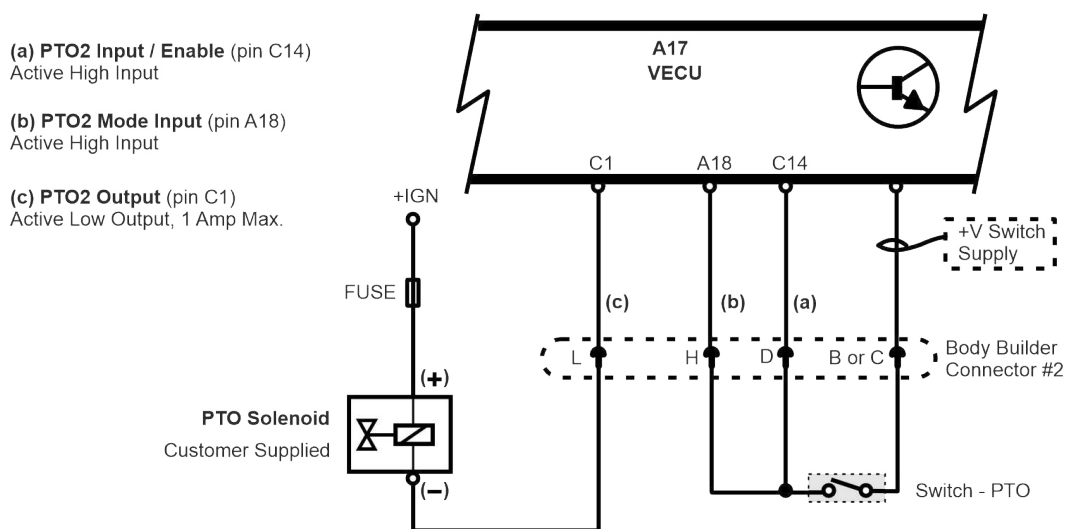 (a) PTO2 Input / Enable (pin C14)
Active High Input
(b) PTO2 Mode Input (pin A18)
Active High Input
(c) PTO2 Output (pin C1)
Active Low Output, 1 Amp Max.
A17
VECU
C1 A18 C14
+IGN
+V Switch
Supply
FUSE
(c) (b) (a)
L H D B or C
Body Builder
Connector #2
(+)
PTO Solenoid
Customer Supplied
(–)
Switch - PTO